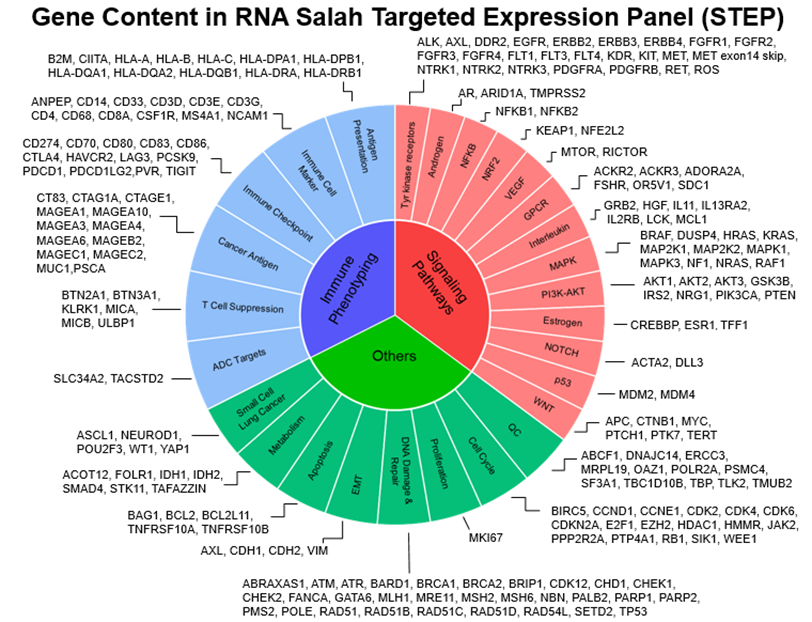 Gene Content in RNA Salah Targeted Expression Panel (STEP)
ALK, AXL, DDR2, EGFR, ERBB2, ERBB3, ERBB4, FGFR1, FGFR2,
FGFR3, FGFR4, FLT1, FLT3, FLT4, KDR, KIT, MET, MET exon14 skip,
NTRK1, NTRK2, NTRK3, PDGFRA, PDGFRB, RET, ROS
B2M, CIITA, HLA-A, HLA-B, HLA-C, HLA-DPA1, HLA-DPB1,
HLA-DQA1, HLA-DQA2, HLA-DQB1, HLA-DRA, HLA-DRB1
AR, ARID1A, TMPRSS2
ANPEP, CD14, CD33, CD3D, CD3E, CD3G,
CD4, CD68, CD8A, CSF1R, MS4A1, NCAM1
NFKB1, NFKB2
KEAP1, NFE2L2
CD274, CD70, CD80, CD83, CD86,
CTLA4, HAVCR2, LAG3, PCSK9,
PDCD1, PDCD1LG2,PVR, TIGIT
MTOR, RICTOR
ACKR2, ACKR3, ADORA2A,
FSHR, OR5V1, SDC1
CT83, CTAG1A, CTAGE1,
MAGEA1, MAGEA10,
MAGEA3, MAGEA4,
MAGEA6, MAGEB2,
MAGEC1, MAGEC2,
MUC1,PSCA
GRB2, HGF, IL11, IL13RA2,
IL2RB, LCK, MCL1
BRAF, DUSP4, HRAS, KRAS,
MAP2K1, MAP2K2, MAPK1,
MAPK3, NF1, NRAS, RAF1
BTN2A1, BTN3A1,
KLRK1, MICA,
MICB, ULBP1
AKT1, AKT2, AKT3, GSK3B,
IRS2, NRG1, PIK3CA, PTEN
CREBBP, ESR1, TFF1
ACTA2, DLL3
SLC34A2, TACSTD2
MDM2, MDM4
APC, CTNB1, MYC,
PTCH1, PTK7, TERT
ASCL1, NEUROD1,
POU2F3, WT1, YAP1
ABCF1, DNAJC14, ERCC3,
MRPL19, OAZ1, POLR2A, PSMC4,
SF3A1, TBC1D10B, TBP, TLK2, TMUB2
ACOT12, FOLR1, IDH1, IDH2,
SMAD4, STK11, TAFAZZIN
BAG1, BCL2, BCL2L11,
TNFRSF10A, TNFRSF10B
BIRC5, CCND1, CCNE1, CDK2, CDK4, CDK6,
CDKN2A, E2F1, EZH2, HDAC1, HMMR, JAK2,
PPP2R2A, PTP4A1, RB1, SIK1, WEE1
AXL, CDH1, CDH2, VIM
MKI67
ABRAXAS1, ATM, ATR, BARD1, BRCA1, BRCA2, BRIP1, CDK12, CHD1, CHEK1,
CHEK2, FANCA, GATA6, MLH1, MRE11, MSH2, MSH6, NBN, PALB2, PARP1, PARP2,
PMS2, POLE, RAD51, RAD51B, RAD51C, RAD51D, RAD54L, SETD2, TP53
Antigen
Presentation
Immune Cell
Marker
Immune Checkpoint
Cancer Antigen
T Cell Suppression
ADC Targets
Tyr kinase receptors
Androgen
NFKB
NRF2
VEGF
GPCR
Interleukin
MAPK
PI3K-AKT
Estrogen
NOTCH
p53
WNT
QC
Cell Cycle
Proliferation
DNA Damage &
Repair
EMT
Apoptosis
Metabolism
Small Cell
Lung Cancer
Immune
Phenotyping
Signaling
Pathways
Others